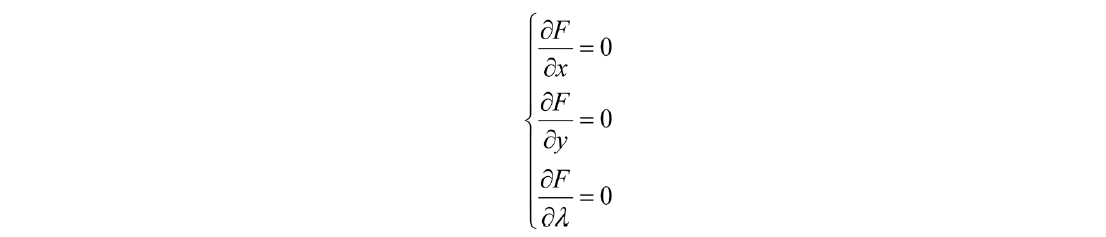 ∂F/∂x = 0
∂F/∂y = 0
∂F/∂λ = 0